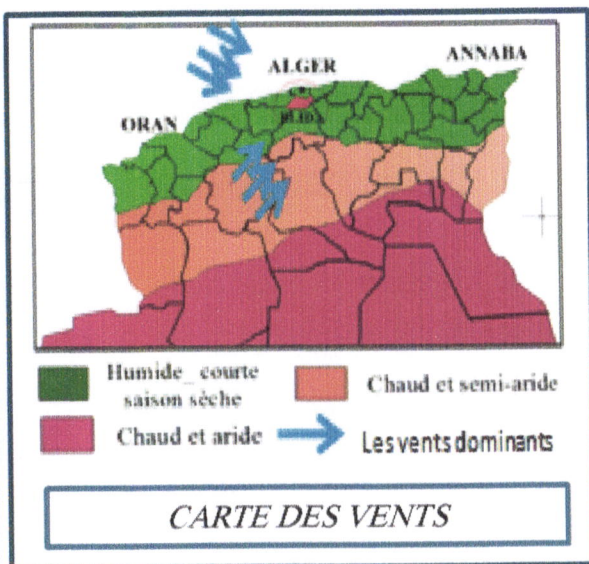 ANNABA
ALGER
ORAN
BLIDA
Humide_ courte
saison sèche
Chaud et semi-aride
Chaud et aride
Les vents dominants
CARTE DES VENTS